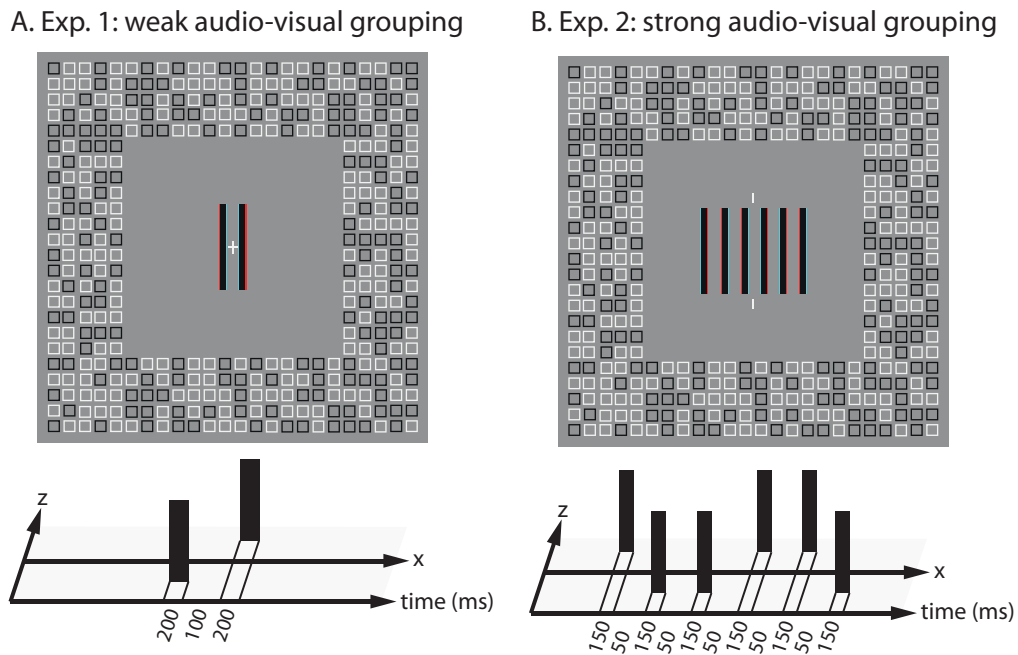 A. Exp. 1: weak audio-visual grouping
z
x
time (ms)
200 100 200
B. Exp. 2: strong audio-visual grouping
z
x
time (ms)
150 50 150 50 150 50 150 50 150 50 150